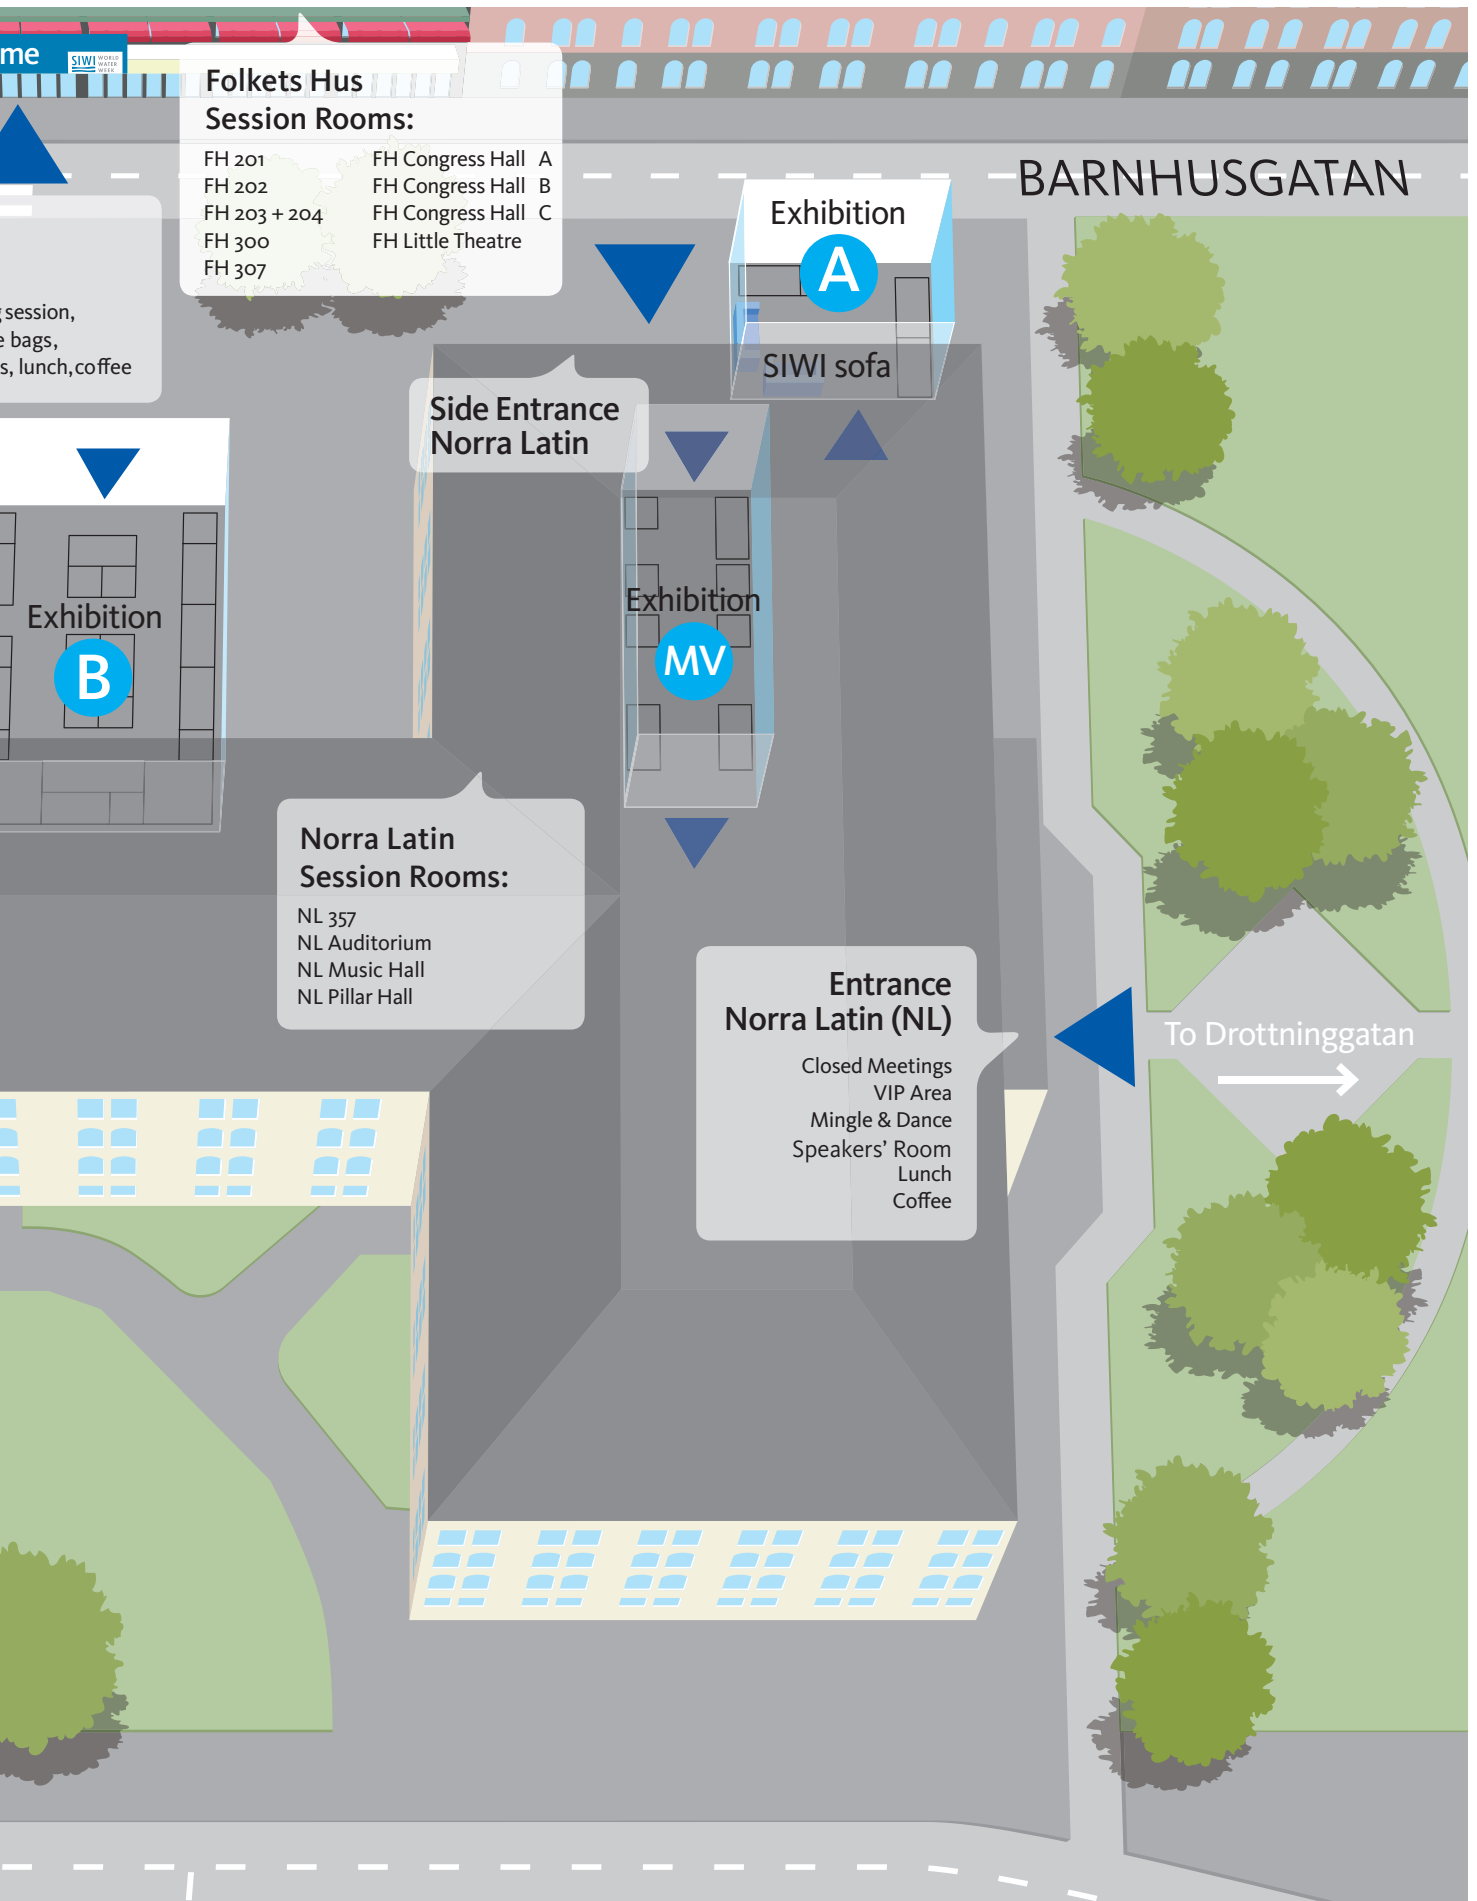 me
SIWI WORLD
WATER
WEEK
Folkets Hus
Session Rooms:
FH 201
FH 202
FH 203 + 204
FH 300
FH 307
FH Congress Hall A
FH Congress Hall B
FH Congress Hall C
FH Little Theatre
BARNHUSGATAN
Exhibition
A
SIWI sofa
session,
bags,
s, lunch, coffee
Side Entrance
Norra Latin
Exhibition
B
Exhibition
MV
Norra Latin
Session Rooms:
NL 357
NL Auditorium
NL Music Hall
NL Pillar Hall
Entrance
Norra Latin (NL)
Closed Meetings
VIP Area
Mingle & Dance
Speakers’ Room
Lunch
Coffee
To Drottninggatan